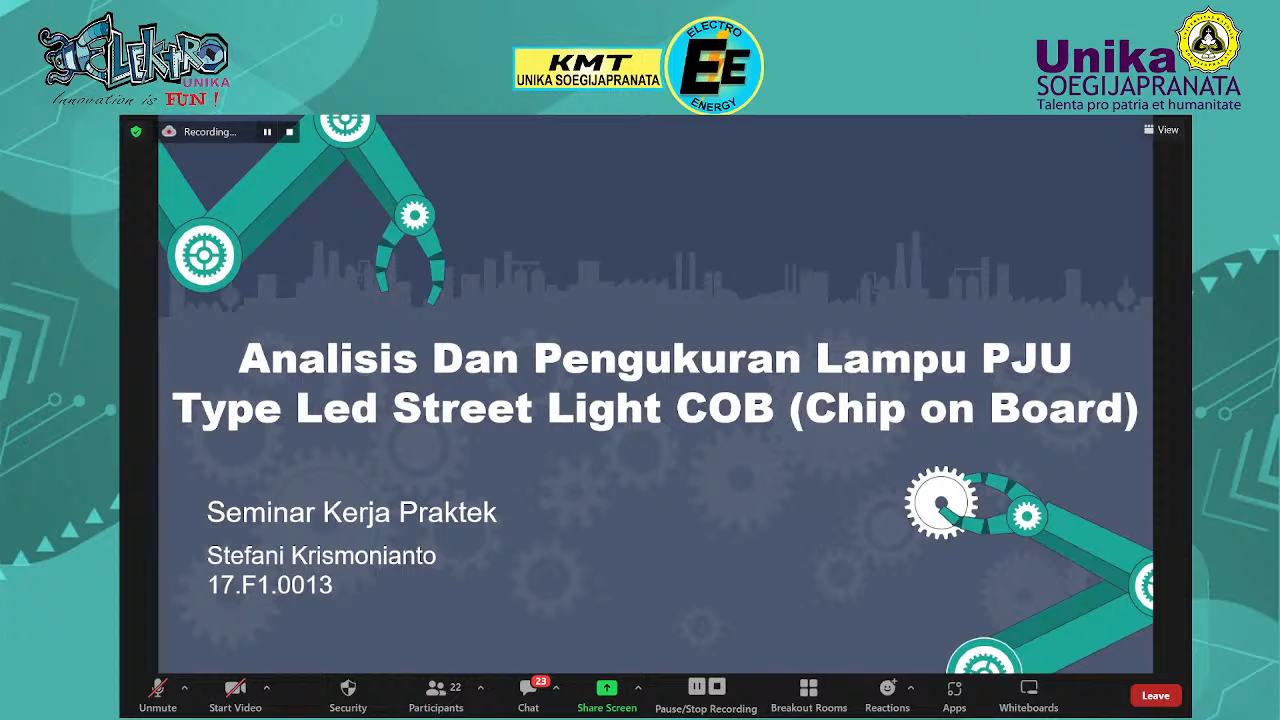 ELEKTRO
UNIKA
Innovation is FUN !
KMT
UNIKA SOEGIJAPRANATA
ELECTRO
EiE
ENERGY
Unika
SOEGIJAPRANATA
Talenta pro patria et humanitate
Recording...
View
Analisis Dan Pengukuran Lampu PJU
Type Led Street Light COB (Chip on Board)
Seminar Kerja Praktek
Stefani Krismonianto
17.F1.0013
Unmute
Start Video
Security
22
Participants
23
Chat
Share Screen
Pause/Stop Recording
Breakout Rooms
Reactions
Apps
Whiteboards
Leave